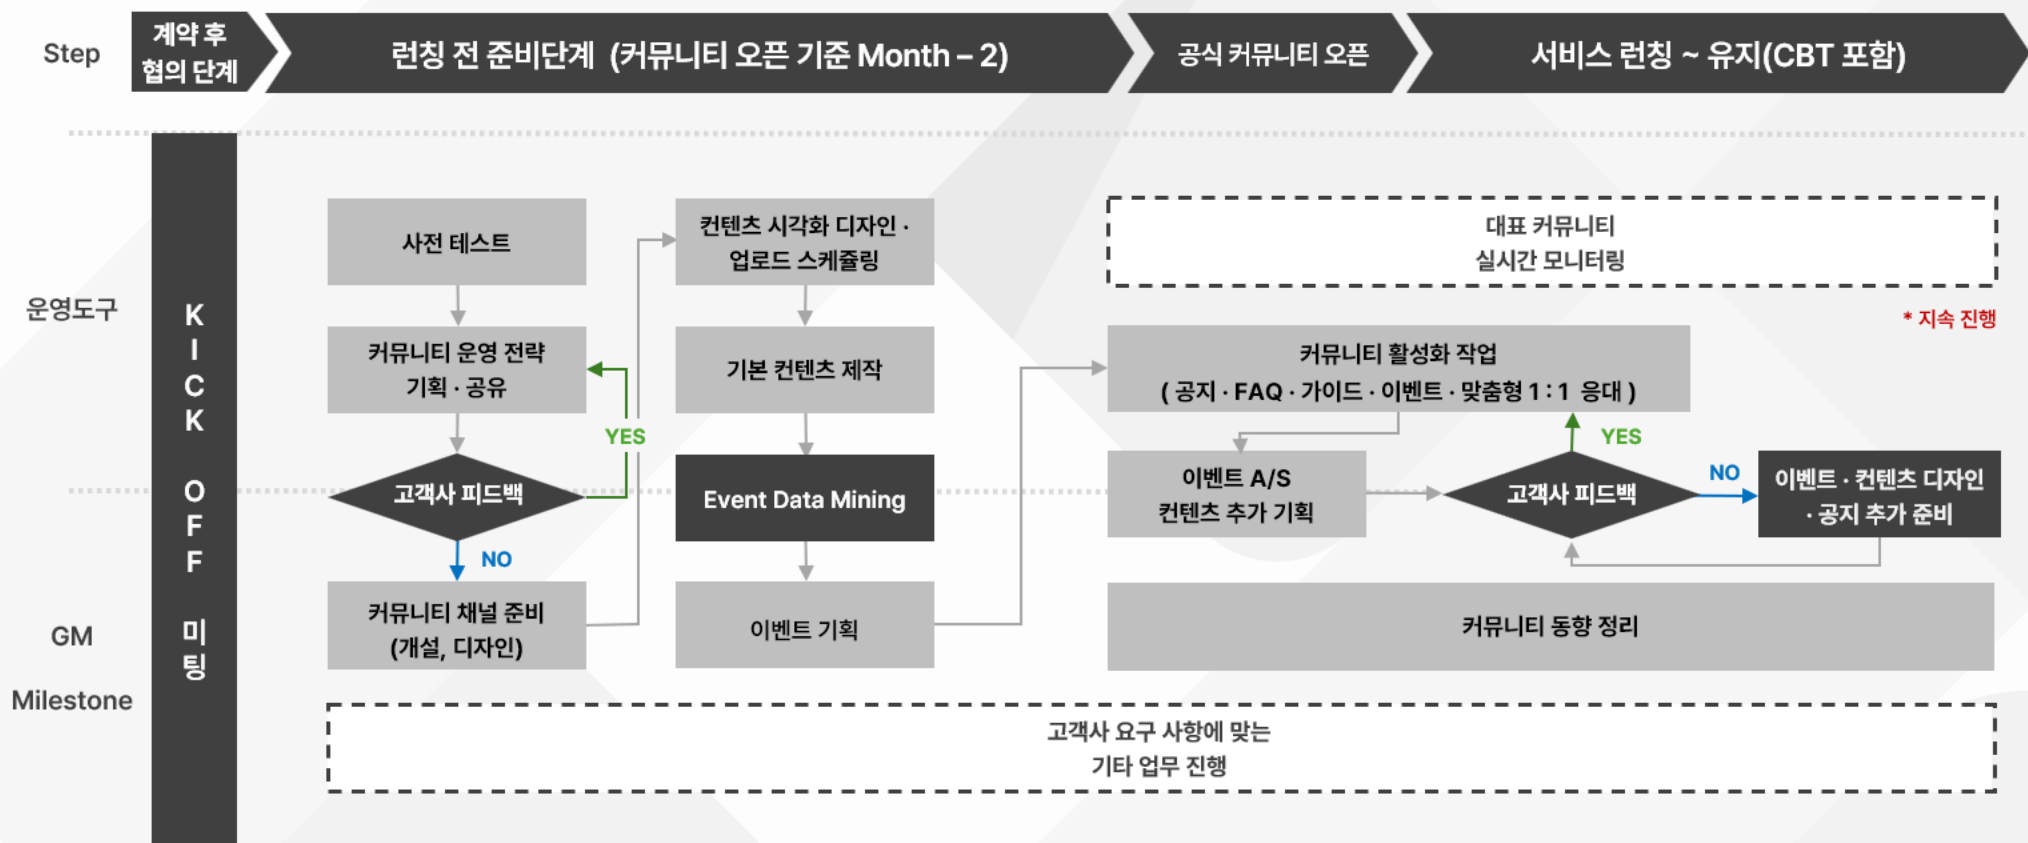 Step
계약 후
협의 단계
런칭 전 준비단계 (커뮤니티 오픈 기준 Month – 2)
공식 커뮤니티 오픈
서비스 런칭 ~ 유지(CBT 포함)
운영도구
GM
Milestone
KICK OFF 미팅
사전 테스트
커뮤니티 운영 전략
기획 · 공유
고객사 피드백
YES
NO
커뮤니티 채널 준비
(개설, 디자인)
컨텐츠 시각화 디자인 ·
업로드 스케쥴링
기본 컨텐츠 제작
Event Data Mining
이벤트 기획
대표 커뮤니티
실시간 모니터링
* 지속 진행
커뮤니티 활성화 작업
( 공지 · FAQ · 가이드 · 이벤트 · 맞춤형 1 : 1 응대 )
이벤트 A/S
컨텐츠 추가 기획
고객사 피드백
YES
NO
이벤트 · 컨텐츠 디자인
· 공지 추가 준비
커뮤니티 동향 정리
고객사 요구 사항에 맞는
기타 업무 진행